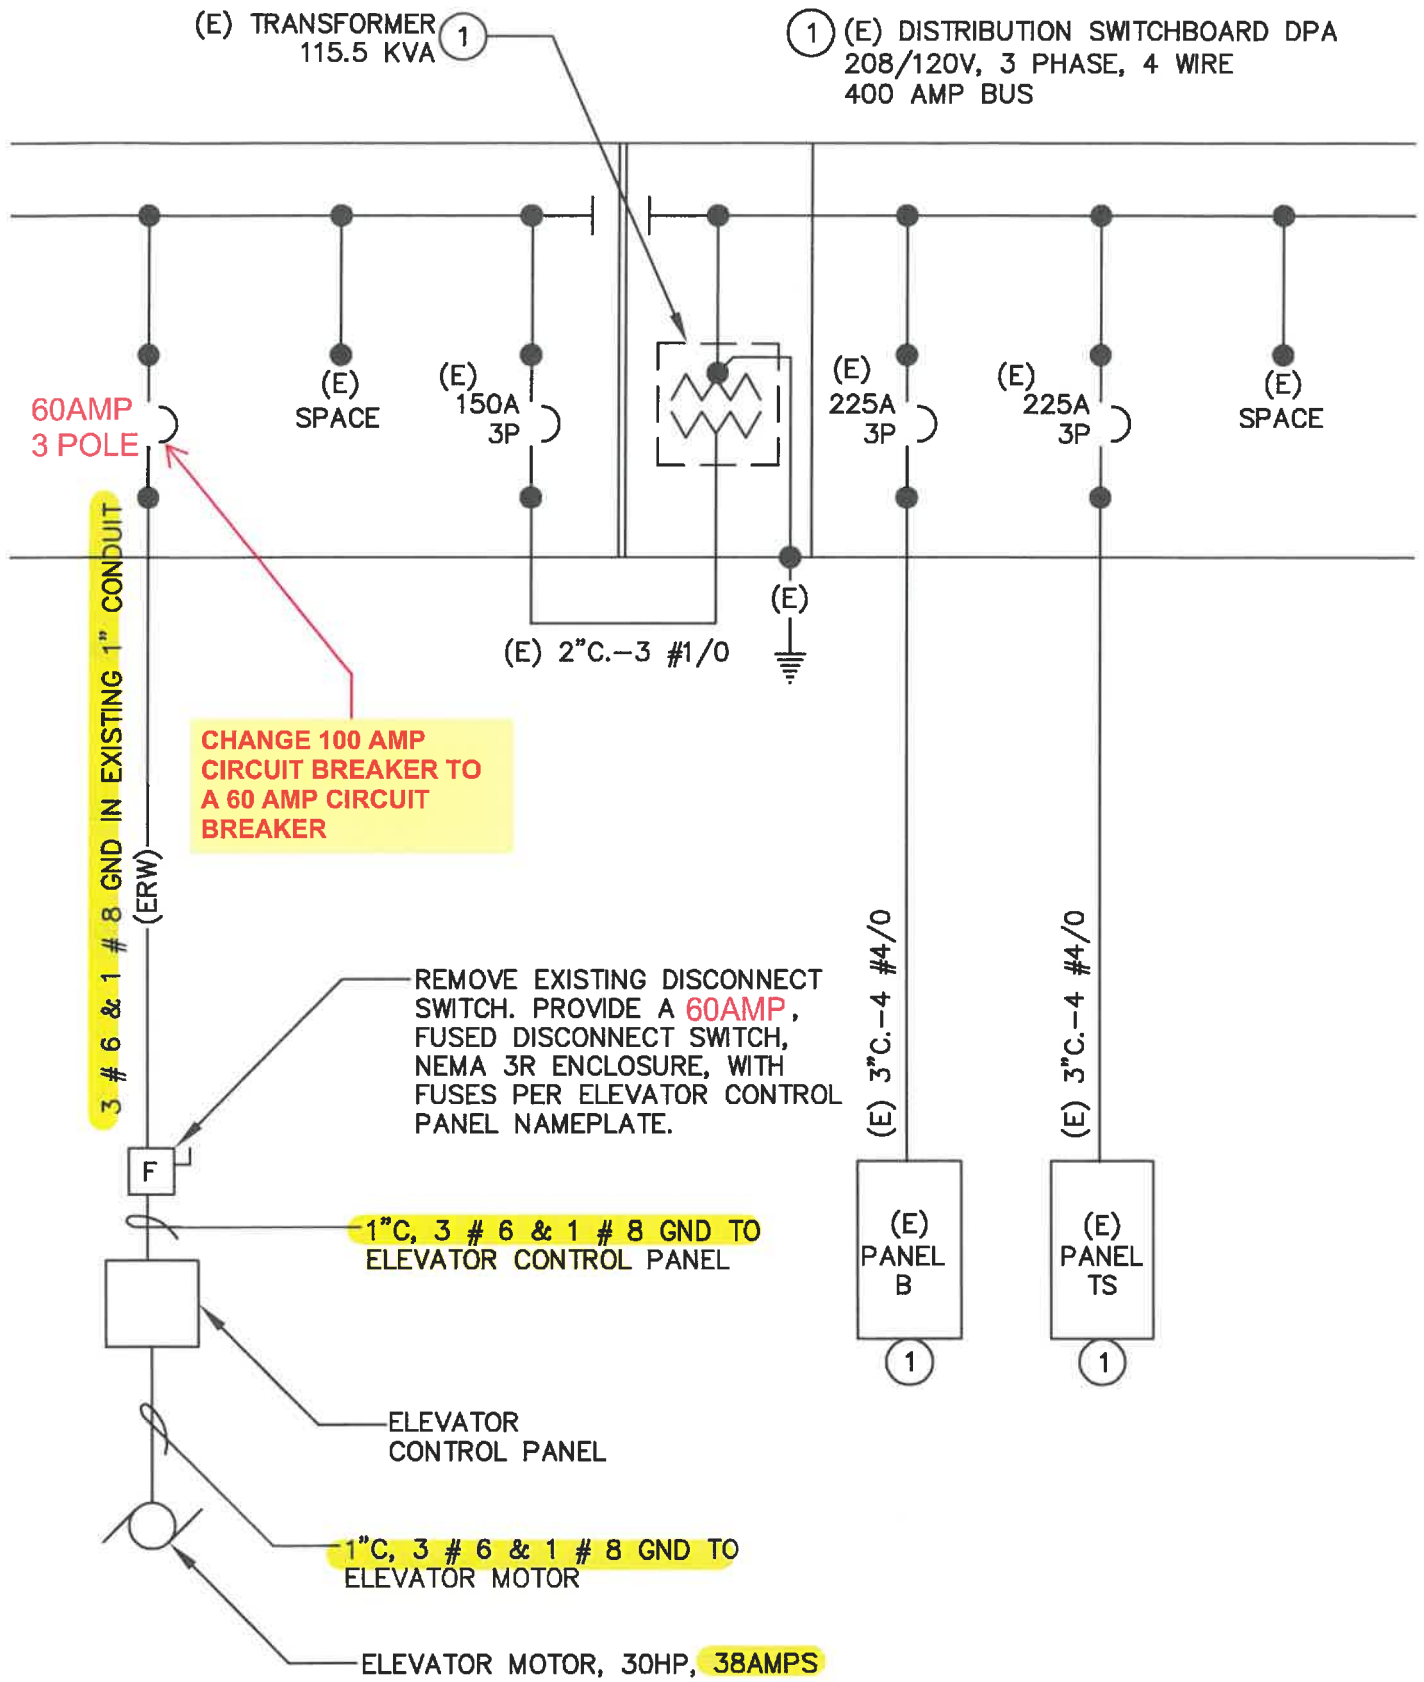 (E) TRANSFORMER
115.5 KVA
1
1
(E) DISTRIBUTION SWITCHBOARD DPA
208/120V, 3 PHASE, 4 WIRE
400 AMP BUS
60AMP
3 POLE
(E)
SPACE
(E)
150A
3P
(E)
225A
3P
(E)
225A
3P
(E)
SPACE
(E)
(E) 2"C.-3 #1/0
3 # 6 & 1 # 8 GND IN EXISTING 1" CONDUIT
(ERW)
CHANGE 100 AMP
CIRCUIT BREAKER TO
A 60 AMP CIRCUIT
BREAKER
REMOVE EXISTING DISCONNECT
SWITCH. PROVIDE A 60AMP,
FUSED DISCONNECT SWITCH,
NEMA 3R ENCLOSURE, WITH
FUSES PER ELEVATOR CONTROL
PANEL NAMEPLATE.
(E) 3"C.-4 #4/0
(E) 3"C.-4 #4/0
F
1"C, 3 # 6 & 1 # 8 GND TO
ELEVATOR CONTROL PANEL
(E)
PANEL
B
1
(E)
PANEL
TS
1
ELEVATOR
CONTROL PANEL
1"C, 3 # 6 & 1 # 8 GND TO
ELEVATOR MOTOR
ELEVATOR MOTOR, 30HP, 38AMPS